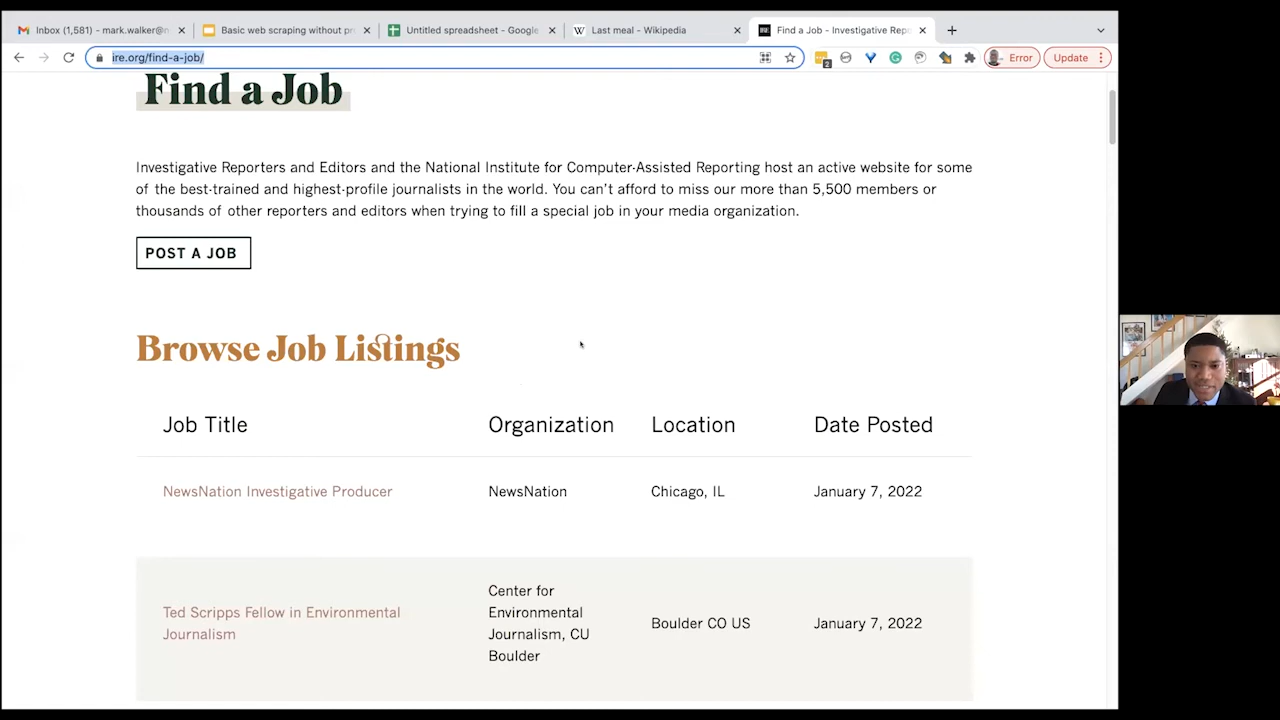 Inbox (1,581) - mark.walker@n
Basic web scraping without pr
Untitled spreadsheet - Google
W
Last meal - Wikipedia
Find a Job - Investigative Rep
ire.org/find-a-job/
2
Error
Update
Find a Job
Investigative Reporters and Editors and the National Institute for Computer-Assisted Reporting host an active website for some
of the best-trained and highest-profile journalists in the world. You can't afford to miss our more than 5,500 members or
thousands of other reporters and editors when trying to fill a special job in your media organization.
POST A JOB
Browse Job Listings
Job Title
Organization
Location
Date Posted
NewsNation Investigative Producer
NewsNation
Chicago, IL
January 7, 2022
Ted Scripps Fellow in Environmental
Journalism
Center for
Environmental
Journalism, CU
Boulder
Boulder CO US
January 7, 2022